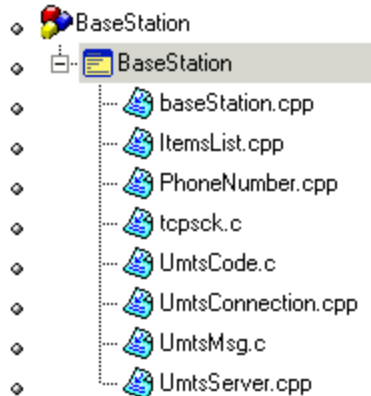 BaseStation
BaseStation
baseStation.cpp
ItemsList.cpp
PhoneNumber.cpp
tcpsck.c
UmtsCode.c
UmtsConnection.cpp
UmtsMsg.c
UmtsServer.cpp